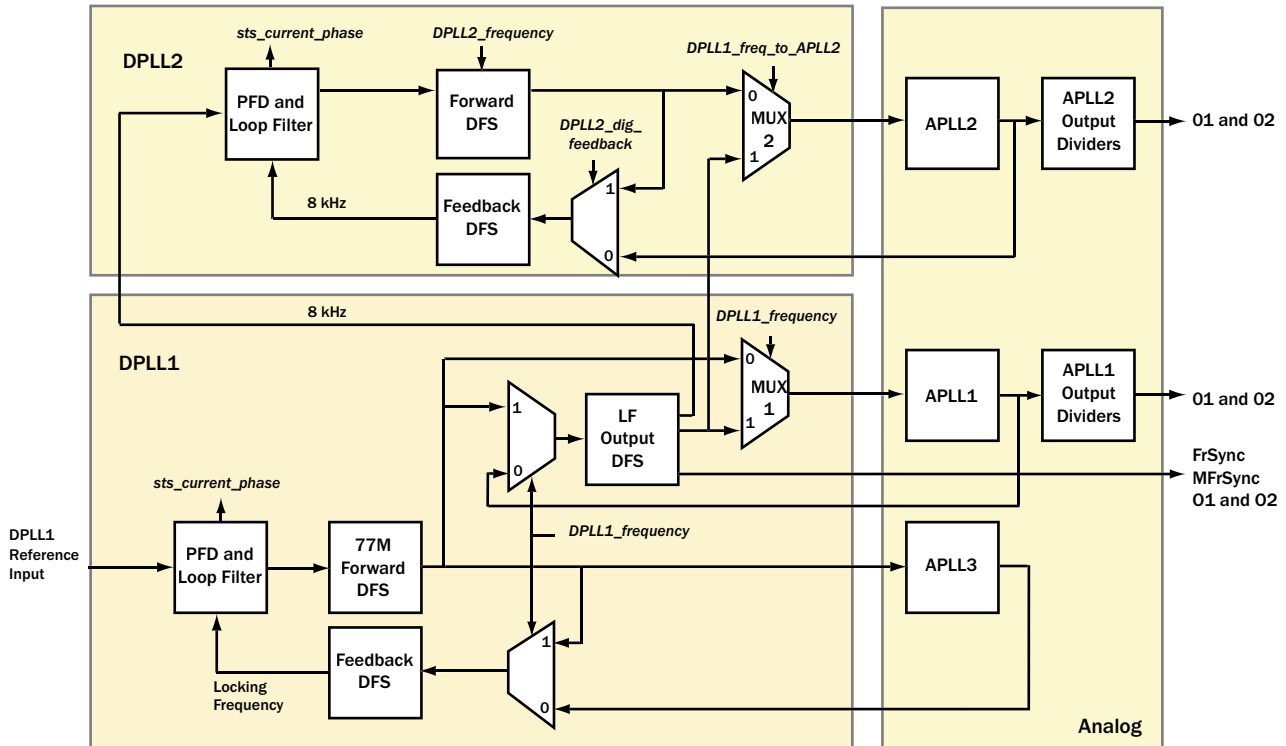 sts_current_phase
DPLL2_frequency
DPLL1_freq_to_APLL2
DPLL2
PFD and
Loop Filter
Forward
DFS
0
MUX
2
1
APLL2
APLL2
Output
Dividers
O1 and O2
DPLL2_dig_
feedback
1
0
8 kHz
Feedback
DFS
8 kHz
DPLL1_frequency
DPLL1
0
MUX
1
1
APLL1
APLL1
Output
Dividers
O1 and O2
1
0
LF
Output
DFS
FrSync
MFrSync
O1 and O2
sts_current_phase
DPLL1_frequency
DPLL1
Reference
Input
PFD and
Loop Filter
77M
Forward
DFS
APLL3
1
0
Feedback
DFS
Locking
Frequency
Analog